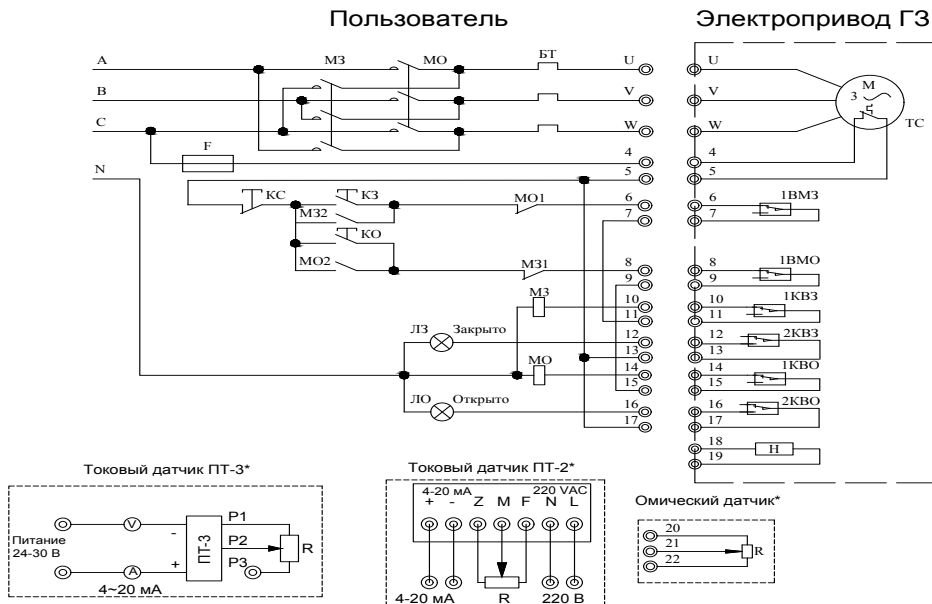 Пользователь Электропривод ГЗ
A МЗ МО БТ U U
B V V М 3
C W W ТС
F 4 4
N 5 5
КС КЗ МО1 6 6 1ВМЗ
МЗ2 7 7
КО
МО2 МЗ1 8 8 1ВМО
9 9
МЗ 10 10 1КВЗ
11 11
ЛЗ Закрыто 12 12 2КВЗ
13 13
МО 14 14 1КВО
15 15
ЛО Открыто 16 16 2КВО
17 17
18 Н
19
Токовый датчик ПТ-3*
Питание
24-30 В
V - ПТ-3 P1
P2 R
A + P3
4~20 мА
Токовый датчик ПТ-2*
4-20 мА 220 VAC
+ - Z M F N L
4-20 мА R 220 В
Омический датчик*
20
21 R
22